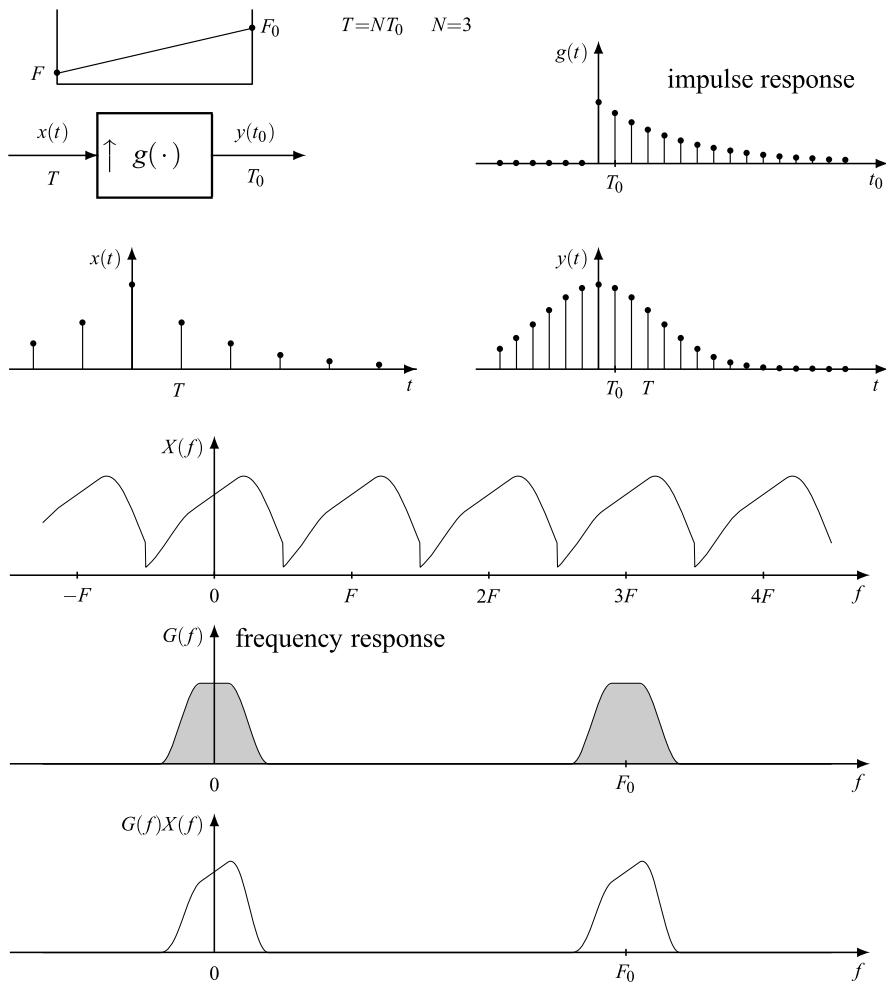 F₀
F
T=NT₀ N=3
g(t)
impulse response
T₀
t₀
x(t)
y(t₀)
↑ g(·)
T
T₀
x(t)
T
t
y(t)
T₀ T
t
X(f)
−F 0 F 2F 3F 4F f
G(f) frequency response
0 F₀ f
G(f)X(f)
0 F₀ f